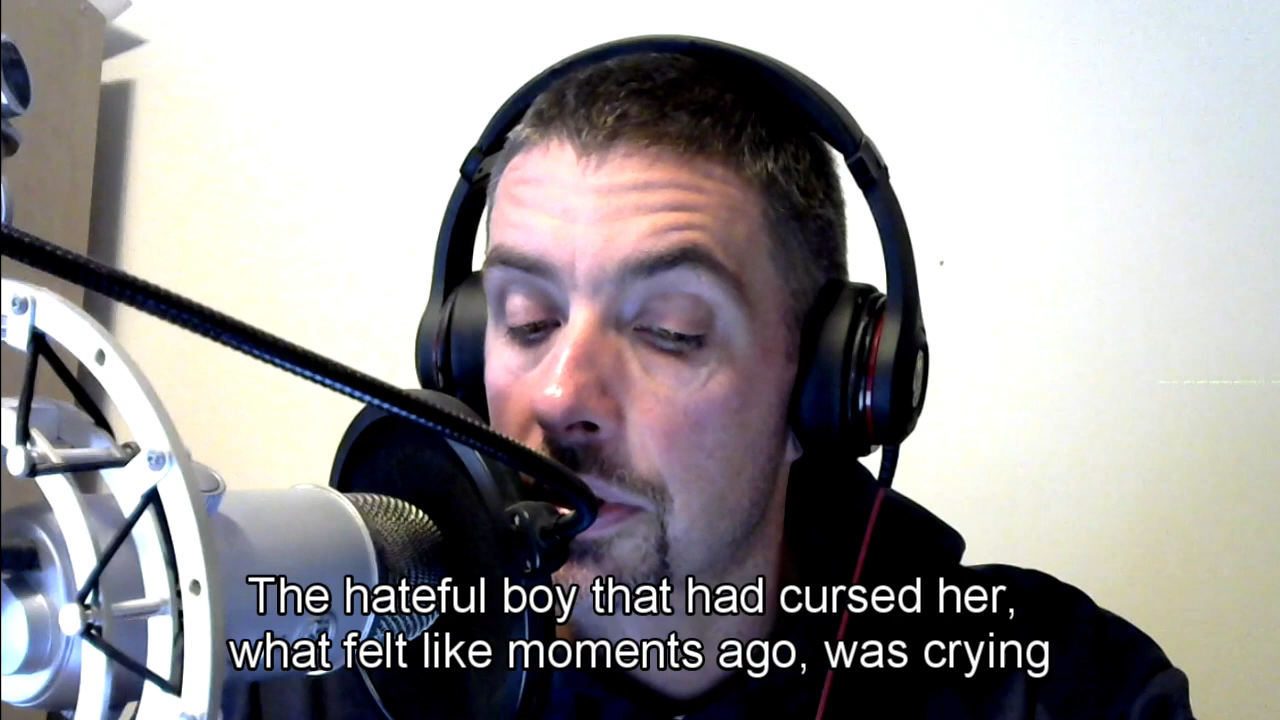 The hateful boy that had cursed her,
what felt like moments ago, was crying